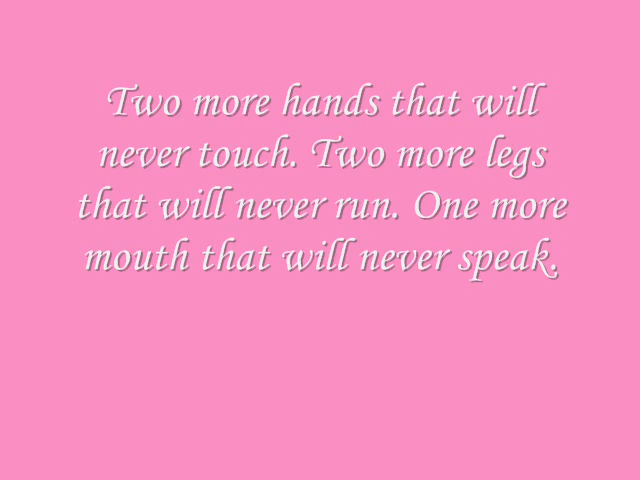 Two more hands that will
never touch. Two more legs
that will never run. One more
mouth that will never speak.